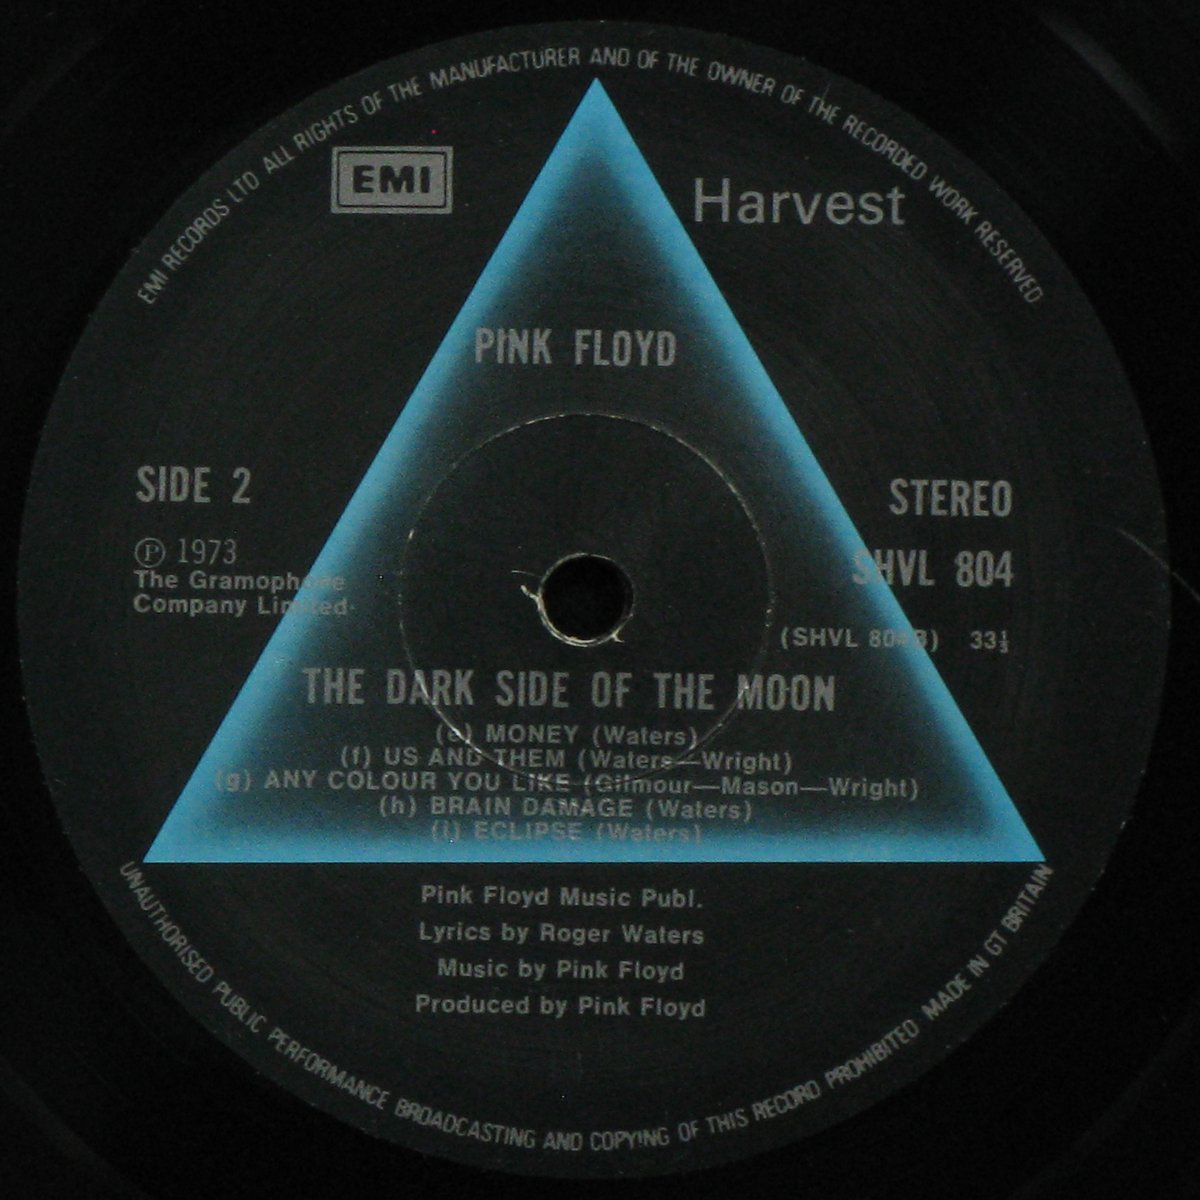 EMI RECORDS LTD ALL RIGHTS OF THE MANUFACTURER AND OF THE OWNER OF THE RECORDED WORK RESERVED
EMI
Harvest
PINK FLOYD
SIDE 2
STEREO
Ⓟ 1973
The Gramophone
Company Limited
SHVL 804
(SHVL 804B) 33⅓
THE DARK SIDE OF THE MOON
(e) MONEY (Waters)
(f) US AND THEM (Waters—Wright)
(g) ANY COLOUR YOU LIKE (Gilmour—Mason—Wright)
(h) BRAIN DAMAGE (Waters)
(i) ECLIPSE (Waters)
Pink Floyd Music Publ.
Lyrics by Roger Waters
Music by Pink Floyd
Produced by Pink Floyd
UNAUTHORISED PUBLIC PERFORMANCE BROADCASTING AND COPYING OF THIS RECORD PROHIBITED MADE IN GT BRITAIN